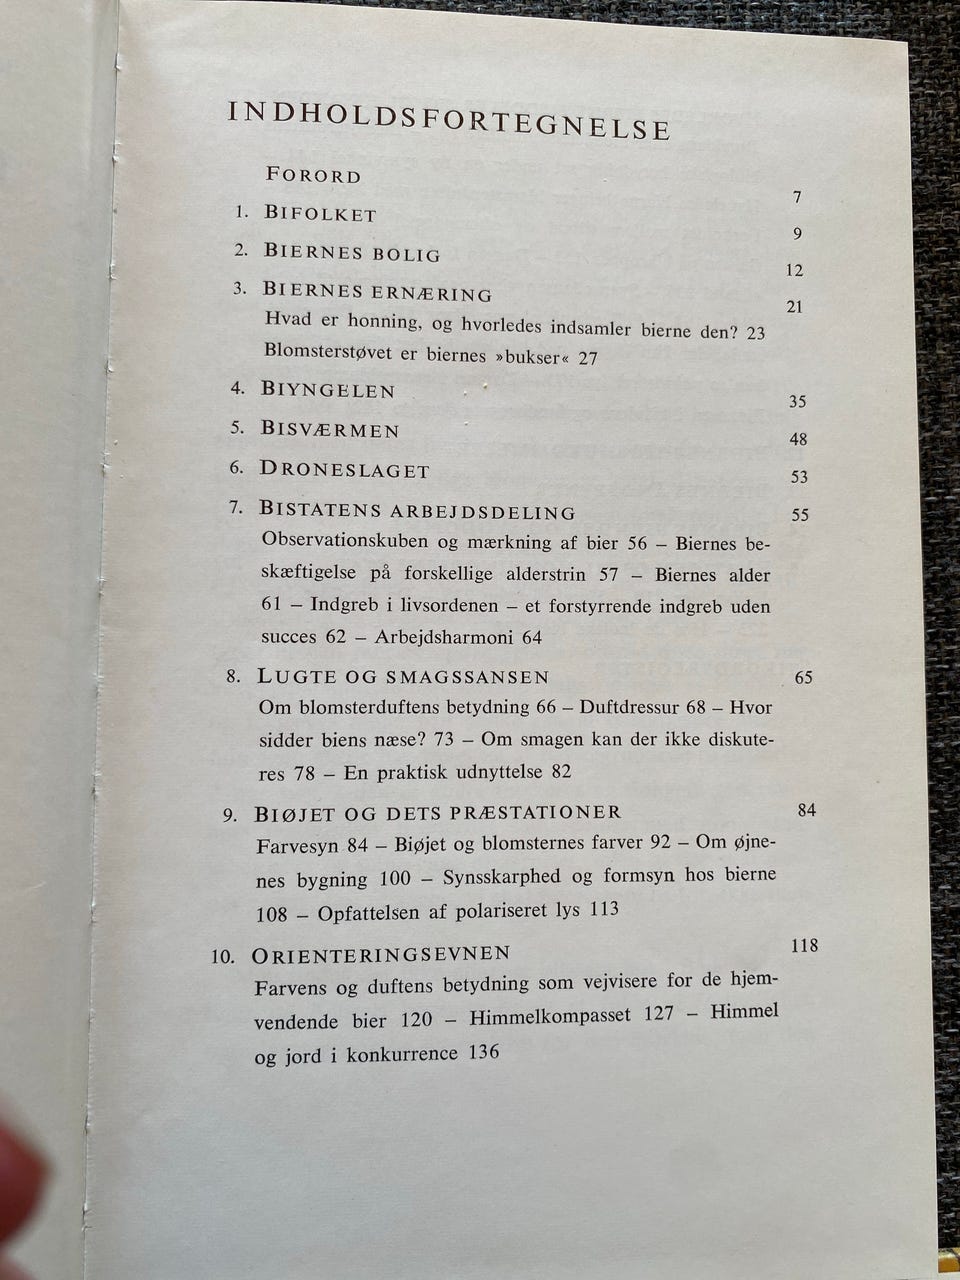 INDHOLDSFORTEGNELSE
FORORD 7
1. BIFOLKET 9
2. BIERNES BOLIG 12
3. BIERNES ERNÆRING 21
Hvad er honning, og hvorledes indsamler bierne den? 23
Blomsterstøvet er biernes »bukser« 27
4. BIYNGELEN 35
5. BISVÆRMEN 48
6. DRONESLAGET 53
7. BISTATENS ARBEJDSDELING 55
Observationskuben og mærkning af bier 56 – Biernes be-
skæftigelse på forskellige alderstrin 57 – Biernes alder
61 – Indgreb i livsordenen – et forstyrrende indgreb uden
succes 62 – Arbejdsharmoni 64
8. LUGTE OG SMAGSSANSEN 65
Om blomsterduftens betydning 66 – Duftdressur 68 – Hvor
sidder biens næse? 73 – Om smagen kan der ikke diskute-
res 78 – En praktisk udnyttelse 82
9. BIØJET OG DETS PRÆSTATIONER 84
Farvesyn 84 – Biøjet og blomsternes farver 92 – Om øjne-
nes bygning 100 – Synsskarphed og formsyn hos bierne
108 – Opfattelsen af polariseret lys 113
10. ORIENTERINGSEVNEN 118
Farvens og duftens betydning som vejvisere for de hjem-
vendende bier 120 – Himmelkompasset 127 – Himmel
og jord i konkurrence 136